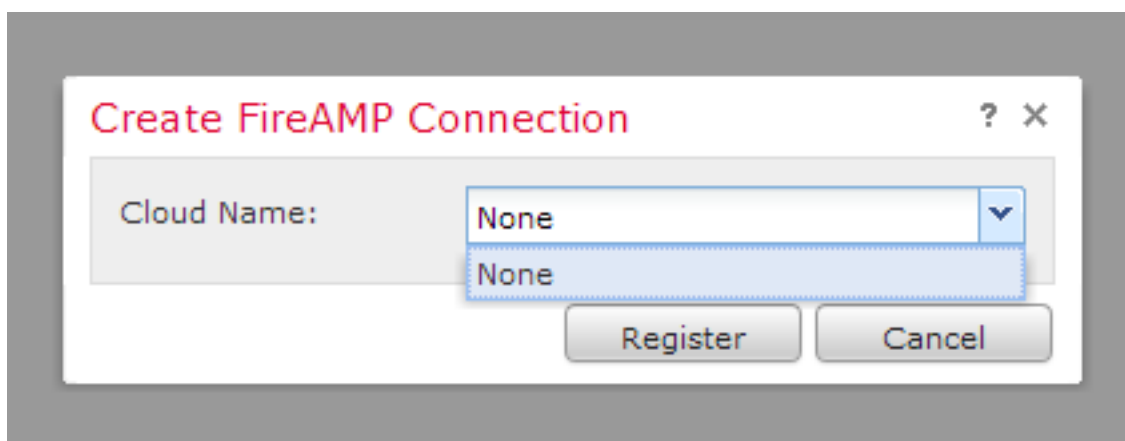 Create FireAMP Connection ? ×
Cloud Name: None
None
Register Cancel